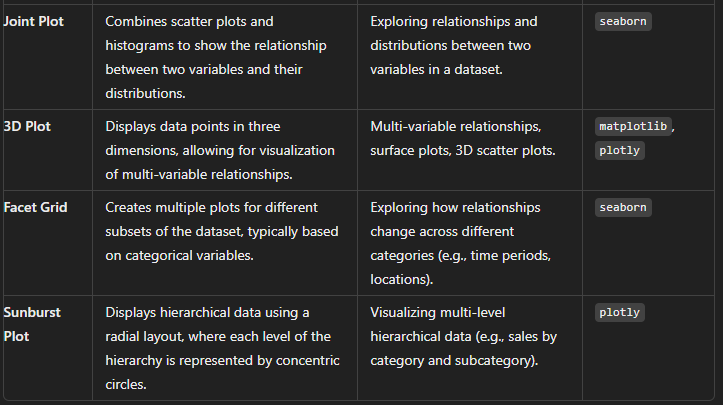 Joint Plot
Combines scatter plots and
histograms to show the relationship
between two variables and their
distributions.
Exploring relationships and
distributions between two
variables in a dataset.
seaborn
3D Plot
Displays data points in three
dimensions, allowing for visualization
of multi-variable relationships.
Multi-variable relationships,
surface plots, 3D scatter plots.
matplotlib,
plotly
Facet Grid
Creates multiple plots for different
subsets of the dataset, typically based
on categorical variables.
Exploring how relationships
change across different
categories (e.g., time periods,
locations).
seaborn
Sunburst
Plot
Displays hierarchical data using a
radial layout, where each level of the
hierarchy is represented by concentric
circles.
Visualizing multi-level
hierarchical data (e.g., sales by
category and subcategory).
plotly